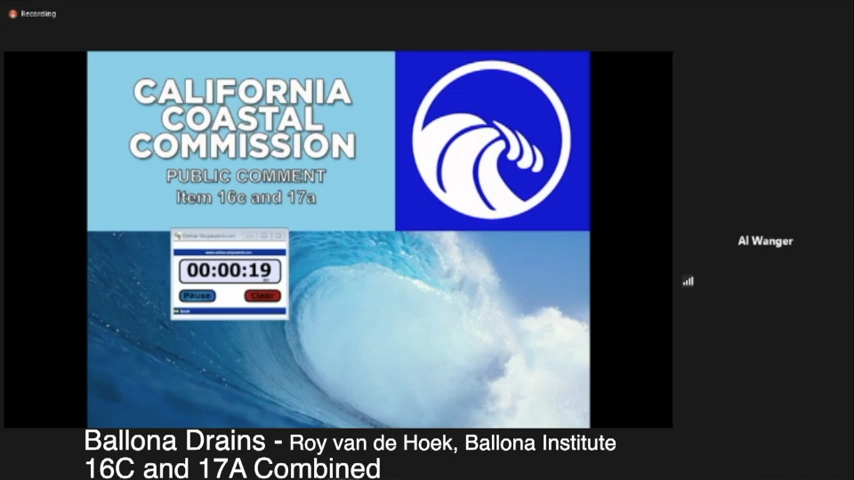 Recording
CALIFORNIA
COASTAL
COMMISSION
PUBLIC COMMENT
Item 16c and 17a
00:00:19
Pause
Clear
Al Wanger
Ballona Drains - Roy van de Hoek, Ballona Institute
16C and 17A Combined